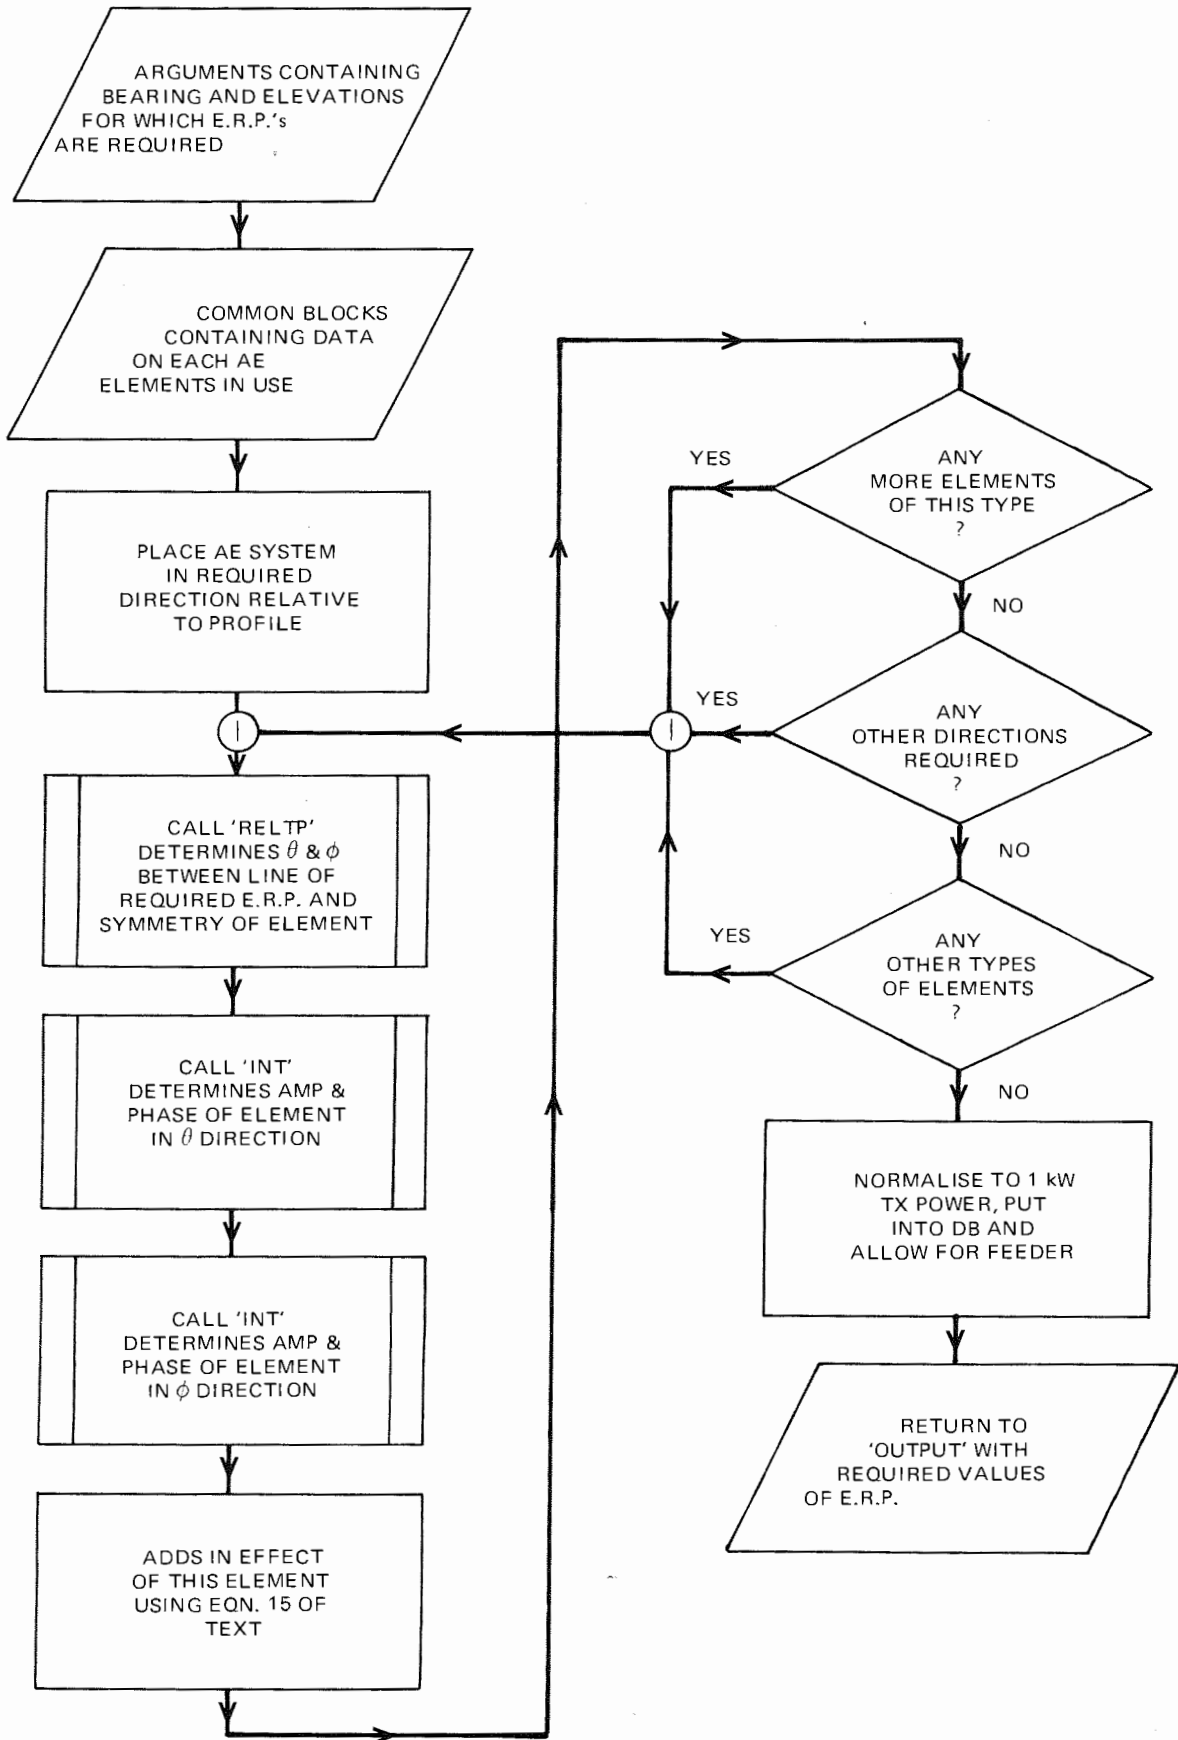 ARGUMENTS CONTAINING
BEARING AND ELEVATIONS
FOR WHICH E.R.P.'s
ARE REQUIRED
COMMON BLOCKS
CONTAINING DATA
ON EACH AE
ELEMENTS IN USE
PLACE AE SYSTEM
IN REQUIRED
DIRECTION RELATIVE
TO PROFILE
I
CALL 'RELTP'
DETERMINES θ & ϕ
BETWEEN LINE OF
REQUIRED E.R.P. AND
SYMMETRY OF ELEMENT
CALL 'INT'
DETERMINES AMP &
PHASE OF ELEMENT
IN θ DIRECTION
CALL 'INT'
DETERMINES AMP &
PHASE OF ELEMENT
IN ϕ DIRECTION
ADDS IN EFFECT
OF THIS ELEMENT
USING EQN. 15 OF
TEXT
ANY
MORE ELEMENTS
OF THIS TYPE
?
YES
NO
ANY
OTHER DIRECTIONS
REQUIRED
?
YES
I
NO
ANY
OTHER TYPES
OF ELEMENTS
?
YES
NO
NORMALISE TO 1 kW
TX POWER, PUT
INTO DB AND
ALLOW FOR FEEDER
RETURN TO
'OUTPUT' WITH
REQUIRED VALUES
OF E.R.P.